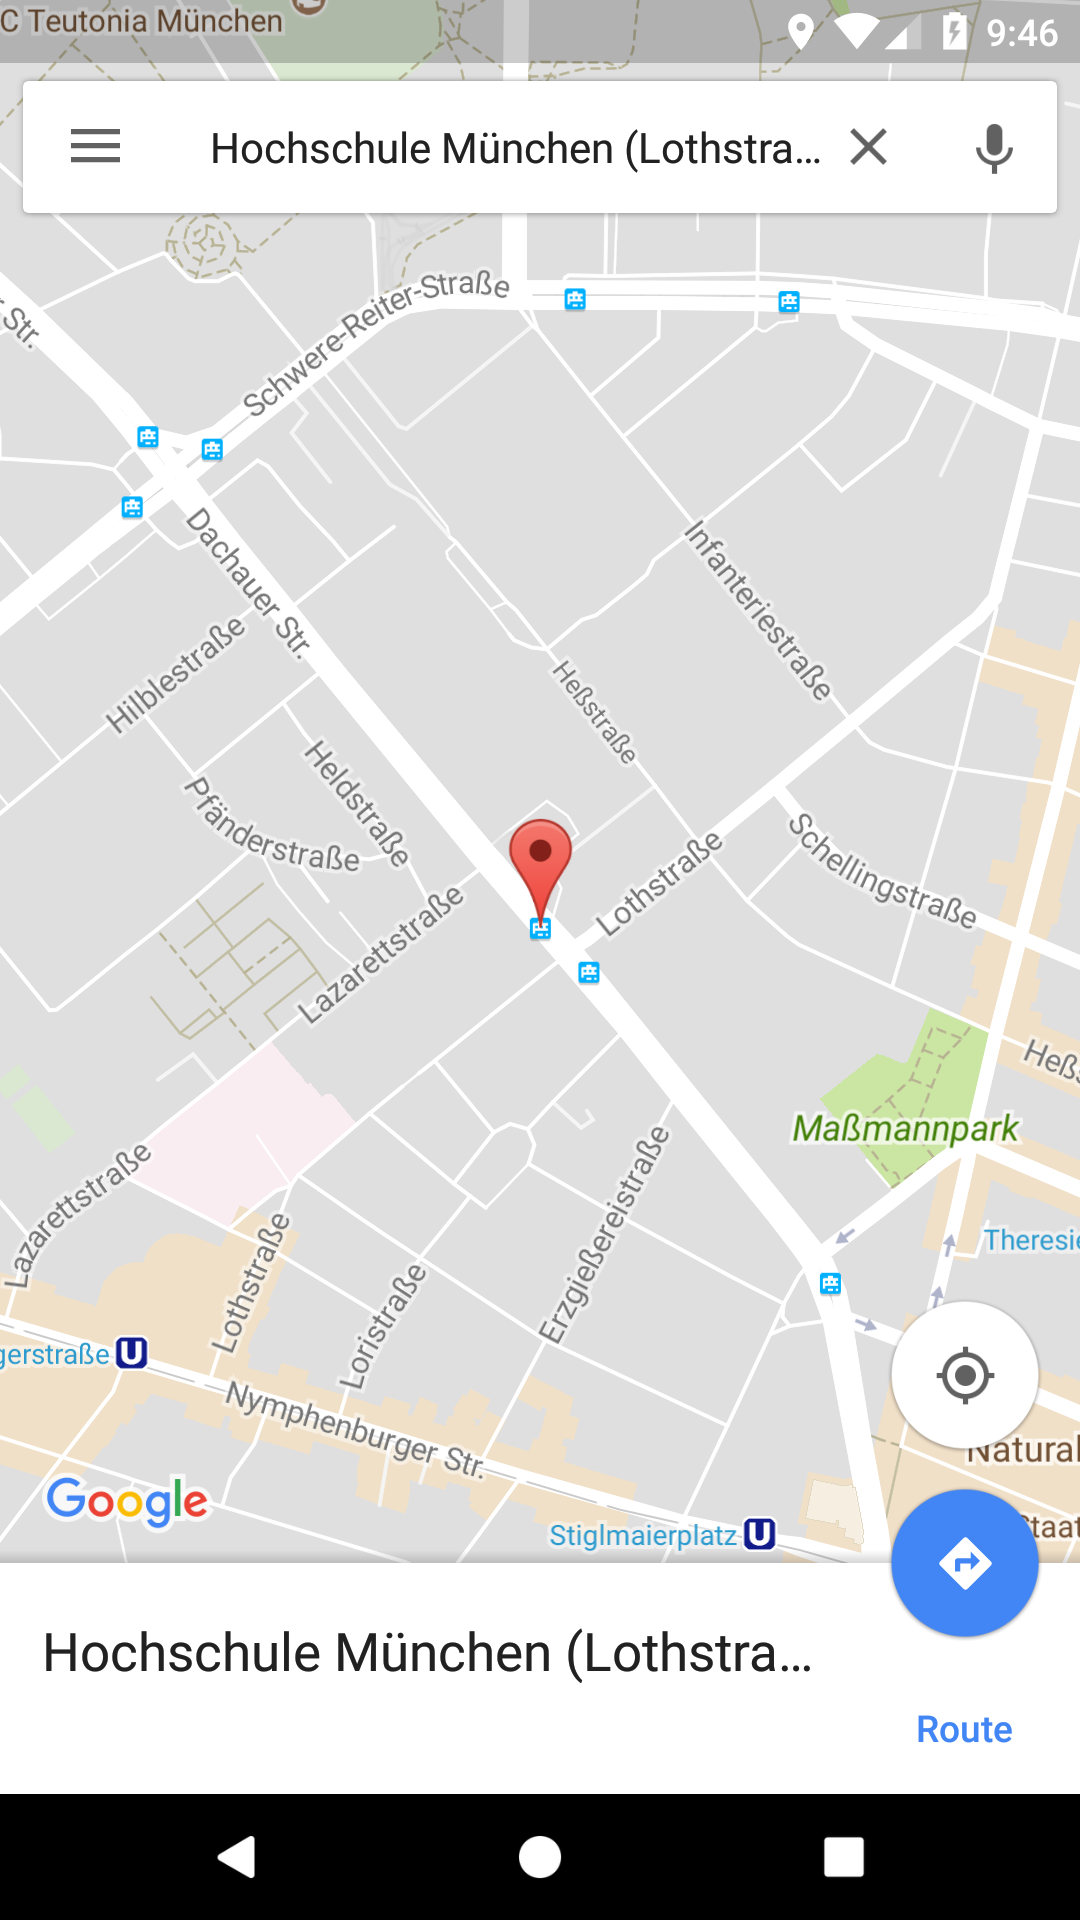 C Teutonia München
9:46
Hochschule München (Lothstra...
Schwere-Reiter-Straße
Str.
Dachauer Str.
Infanteriestraße
Hilblestraße
Heßstraße
Heldstraße
Pfänderstraße
Schellingstraße
Lothstraße
Lazarettstraße
Heßs
Maßmannpark
Lazarettstraße
Erzgießereistraße
Lothstraße
Theresie
Loristraße
gerstraße U
Nymphenburger Str.
Natural
Google
Staat
Stiglmaierplatz U
Hochschule München (Lothstra...
Route